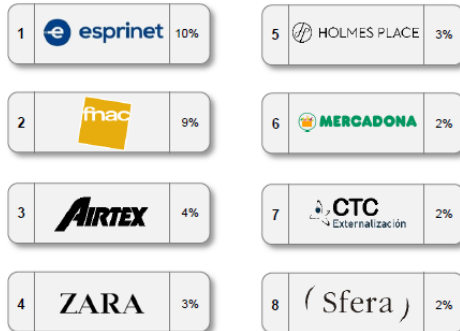 1 esprinet 10%
2 fnac 9%
3 AIRTEX 4%
4 ZARA 3%
5 HOLMES PLACE 3%
6 MERCADONA 2%
7 CTC Externalización 2%
8 (Sfera) 2%